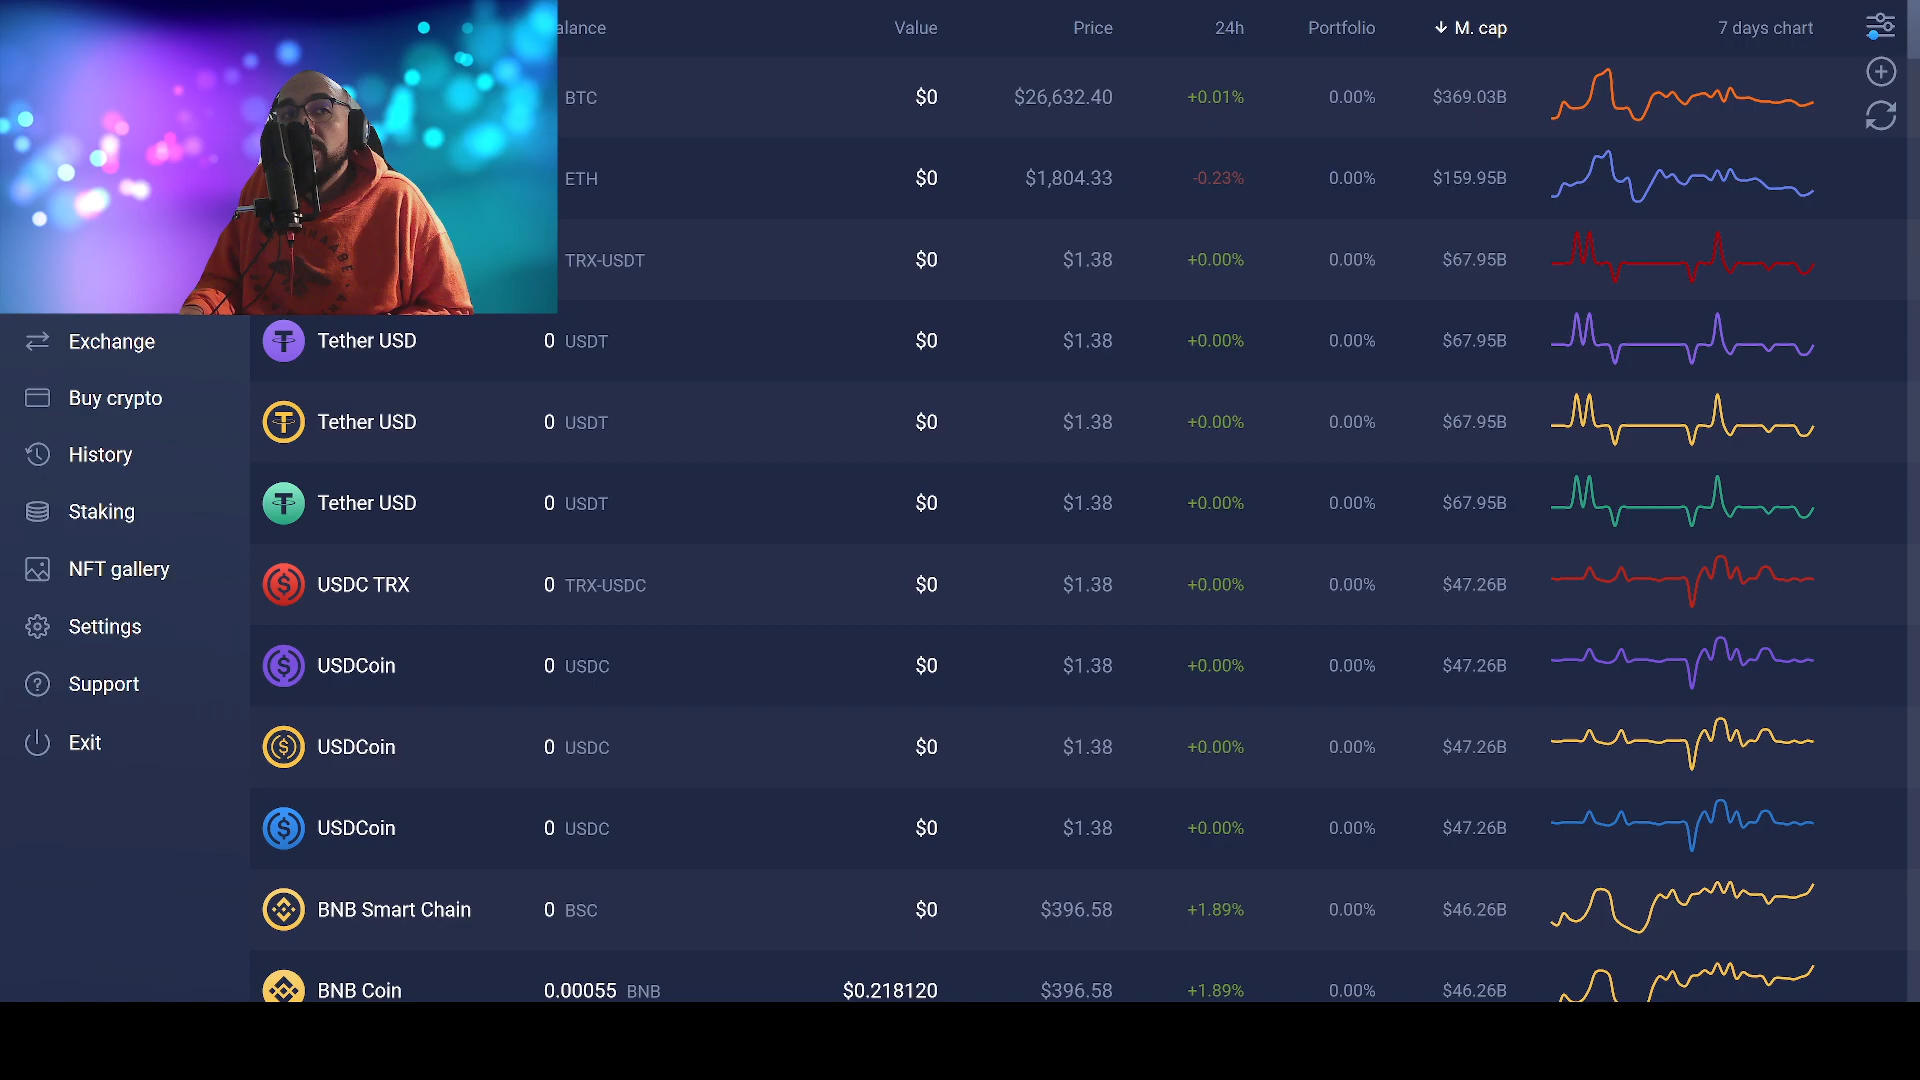 alance Value Price 24h Portfolio ↓ M. cap 7 days chart
BTC $0 $26,632.40 +0.01% 0.00% $369.03B
ETH $0 $1,804.33 -0.23% 0.00% $159.95B
TRX-USDT $0 $1.38 +0.00% 0.00% $67.95B
Exchange
Buy crypto
History
Staking
NFT gallery
Settings
Support
Exit
Tether USD 0 USDT $0 $1.38 +0.00% 0.00% $67.95B
Tether USD 0 USDT $0 $1.38 +0.00% 0.00% $67.95B
Tether USD 0 USDT $0 $1.38 +0.00% 0.00% $67.95B
USDC TRX 0 TRX-USDC $0 $1.38 +0.00% 0.00% $47.26B
USDCoin 0 USDC $0 $1.38 +0.00% 0.00% $47.26B
USDCoin 0 USDC $0 $1.38 +0.00% 0.00% $47.26B
USDCoin 0 USDC $0 $1.38 +0.00% 0.00% $47.26B
BNB Smart Chain 0 BSC $0 $396.58 +1.89% 0.00% $46.26B
BNB Coin 0.00055 BNB $0.218120 $396.58 +1.89% 0.00% $46.26B